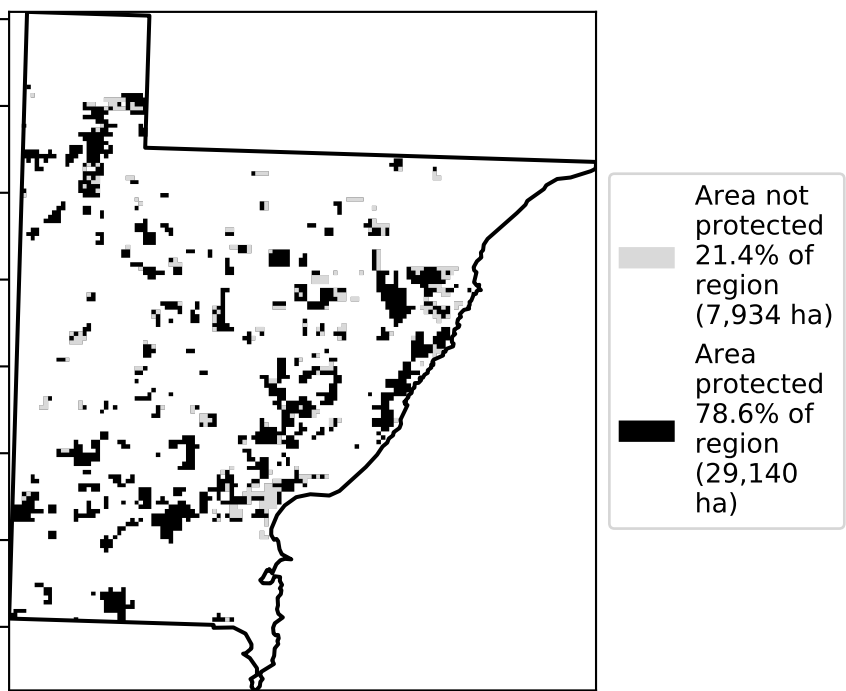 Area not
protected
21.4% of
region
(7,934 ha)
Area
protected
78.6% of
region
(29,140
ha)